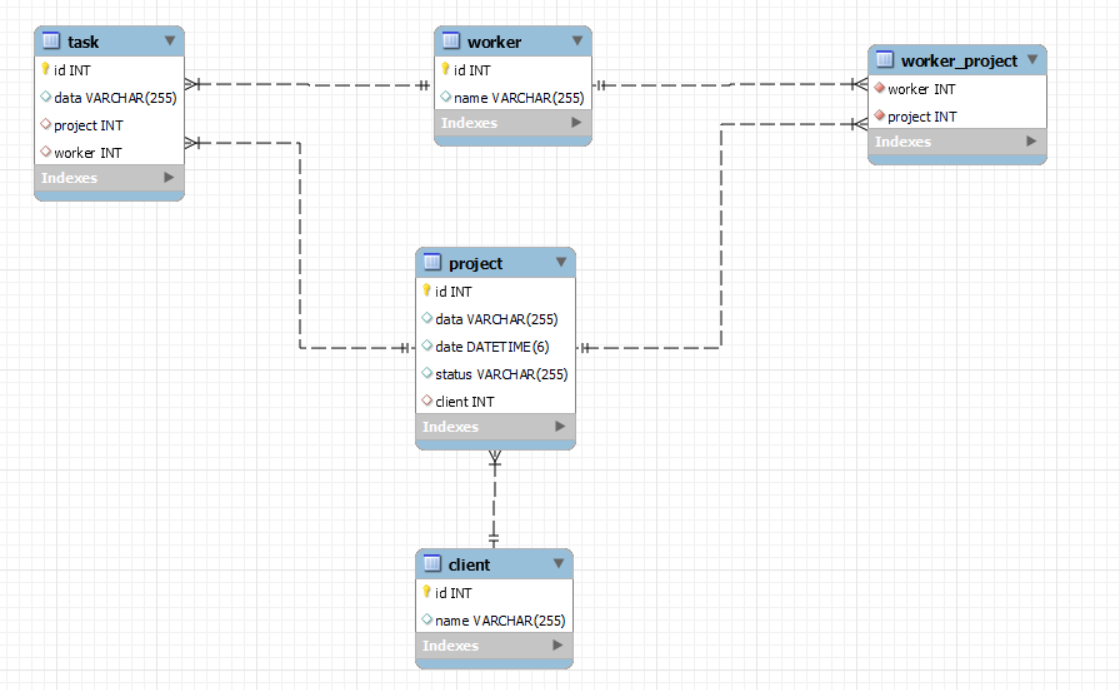 task
id INT
data VARCHAR(255)
project INT
worker INT
Indexes
worker
id INT
name VARCHAR(255)
Indexes
worker_project
worker INT
project INT
Indexes
project
id INT
data VARCHAR(255)
date DATETIME(6)
status VARCHAR(255)
client INT
Indexes
client
id INT
name VARCHAR(255)
Indexes